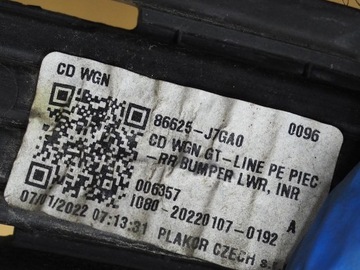 CD WGN
86625-J7GA0 0096
CD WGN GT-LINE PE PIEC
-RR BUMPER LWR, INR
006357 A
1080-20220107-0192
07/01/2022 07:13:31 PLAKOR CZECH s.r